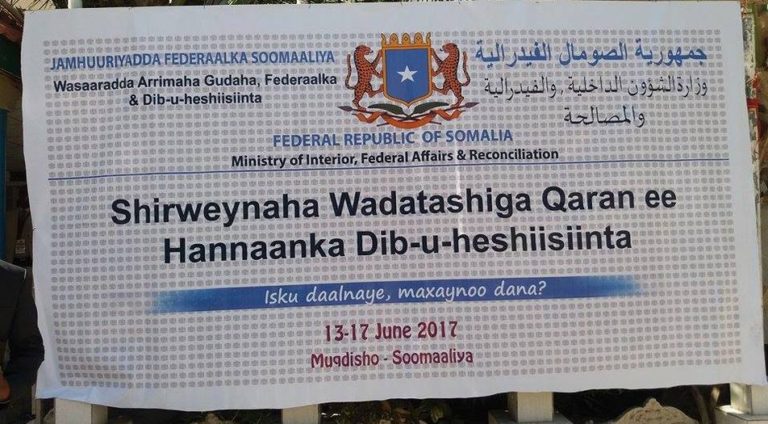 JAMHUURIYADDA FEDERAALKA SOOMAALIYA
Wasaaradda Arrimaha Gudaha, Federaalka
& Dib-u-heshiisiinta
جمهورية الصومال الفيدرالية
وزارة الشؤون الداخلية ,والفيدرالية
والمصالحة
FEDERAL REPUBLIC OF SOMALIA
Ministry of Interior, Federal Affairs & Reconciliation
Shirweynaha Wadatashiga Qaran ee
Hannaanka Dib-u-heshiisiinta
Isku daalnaye, maxaynoo dana?
13-17 June 2017
Muqdisho - Soomaaliya